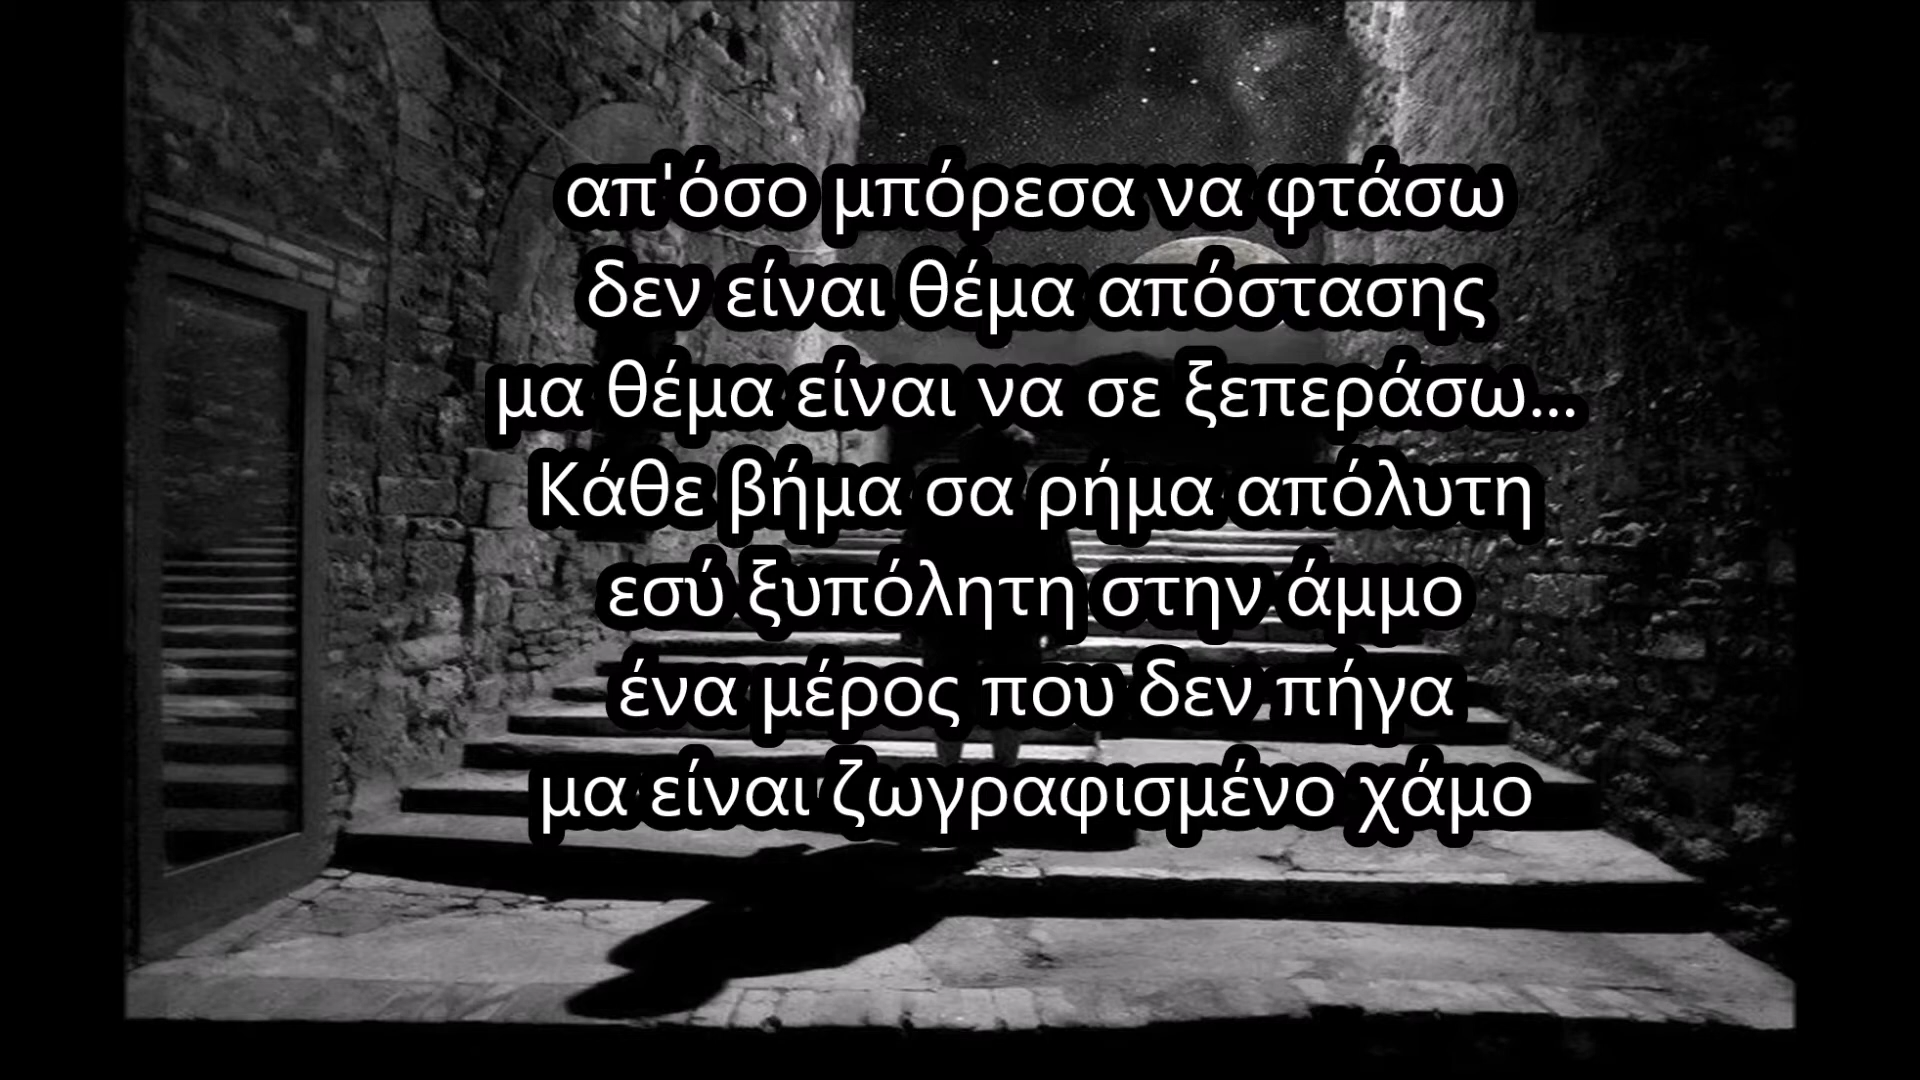 απ'όσο μπόρεσα να φτάσω
δεν είναι θέμα απόστασης
μα θέμα είναι να σε ξεπεράσω...
Κάθε βήμα σα ρήμα απόλυτη
εσύ ξυπόλητη στην άμμο
ένα μέρος που δεν πήγα
μα είναι ζωγραφισμένο χάμο